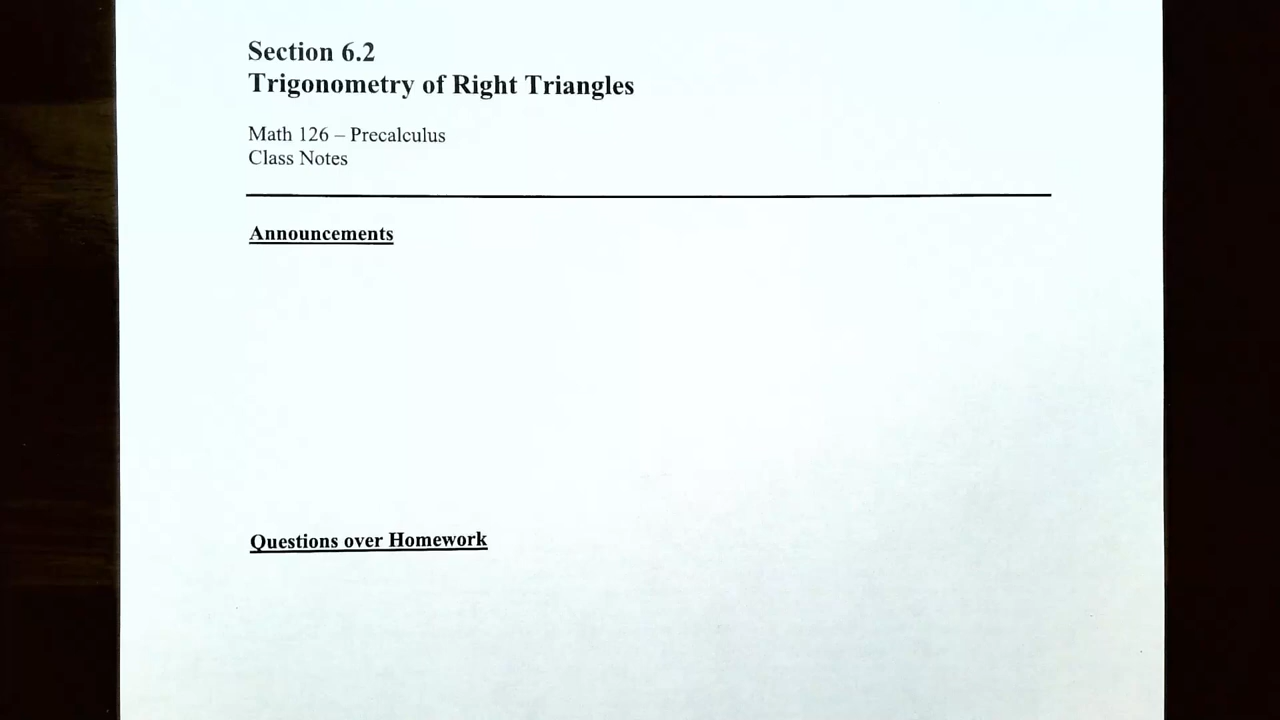 Section 6.2
Trigonometry of Right Triangles
Math 126 – Precalculus
Class Notes
Announcements
Questions over Homework